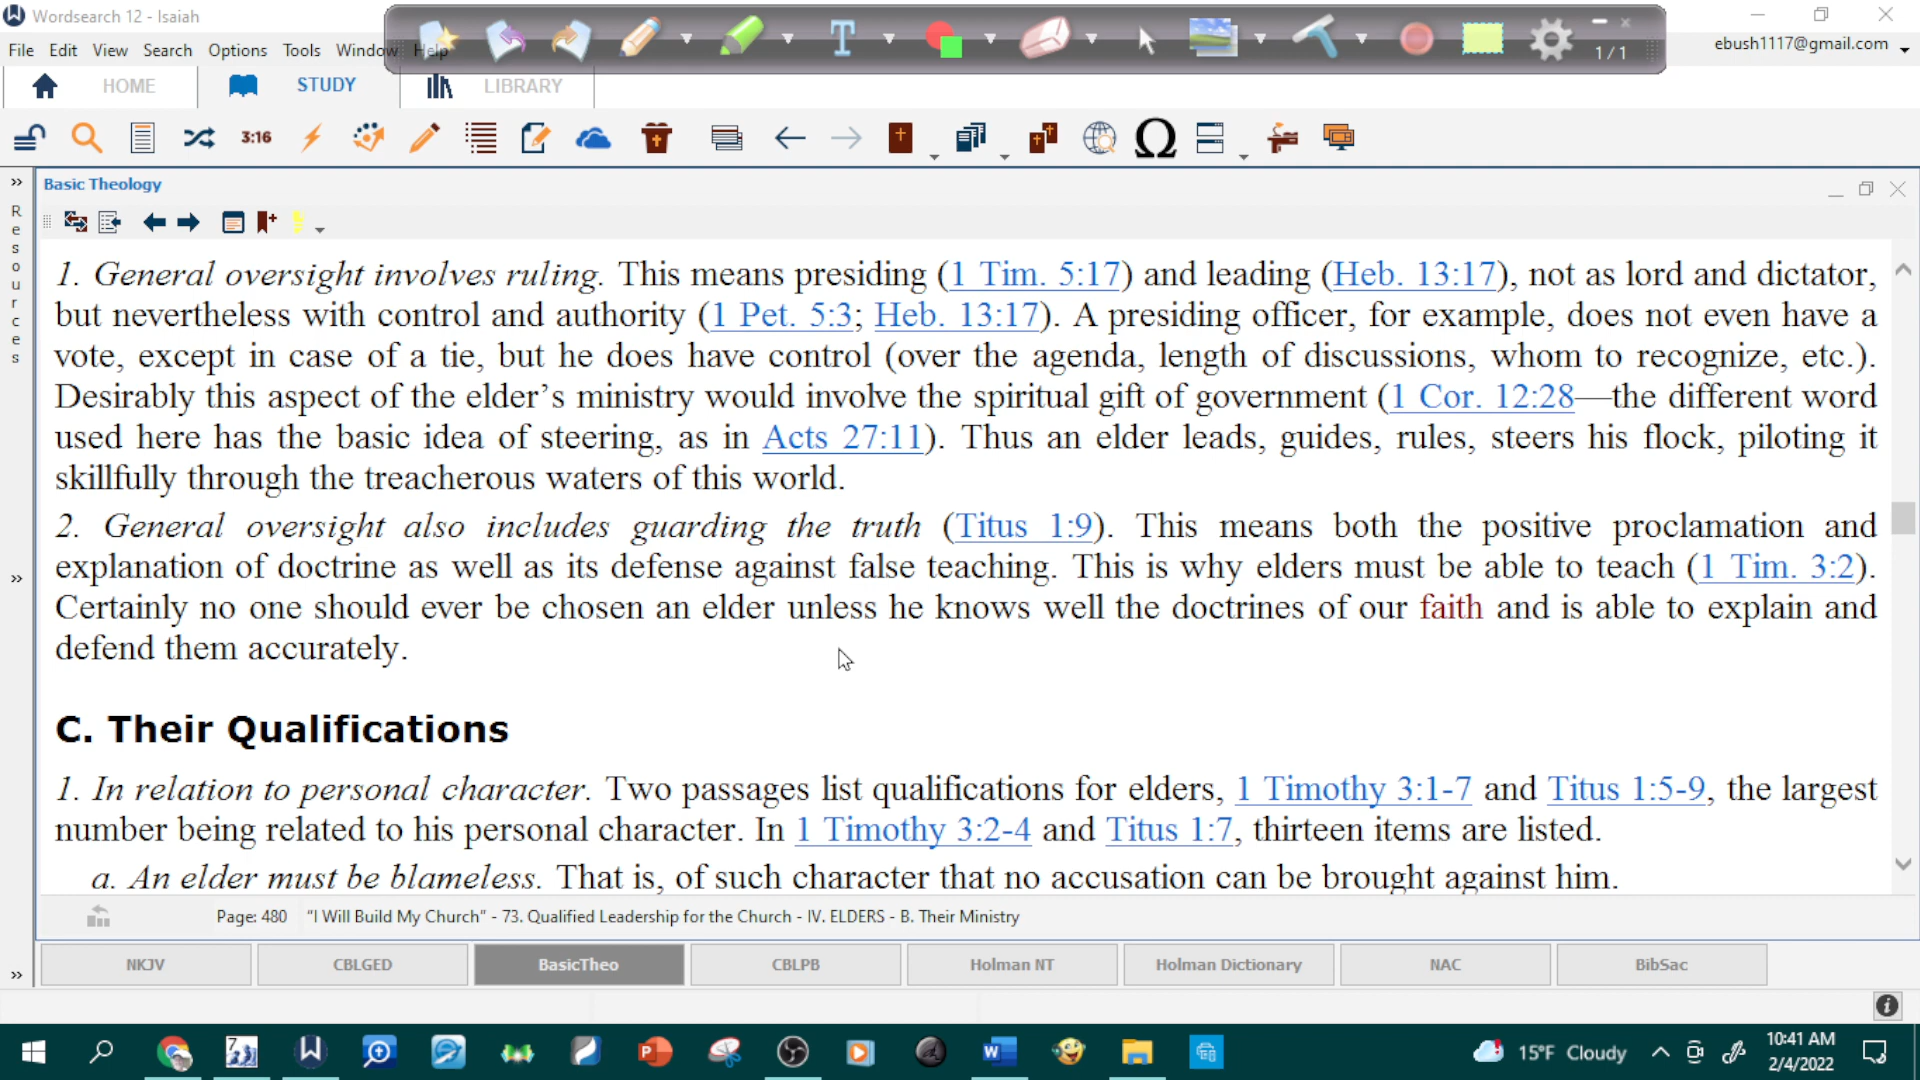 Wordsearch 12 - Isaiah
File Edit View Search Options Tools Window Help
1/1
ebush1117@gmail.com
HOME STUDY LIBRARY
3:16
Resources
Basic Theology
1. General oversight involves ruling. This means presiding (1 Tim. 5:17) and leading (Heb. 13:17), not as lord and dictator,
but nevertheless with control and authority (1 Pet. 5:3; Heb. 13:17). A presiding officer, for example, does not even have a
vote, except in case of a tie, but he does have control (over the agenda, length of discussions, whom to recognize, etc.).
Desirably this aspect of the elder’s ministry would involve the spiritual gift of government (1 Cor. 12:28—the different word
used here has the basic idea of steering, as in Acts 27:11). Thus an elder leads, guides, rules, steers his flock, piloting it
skillfully through the treacherous waters of this world.
2. General oversight also includes guarding the truth (Titus 1:9). This means both the positive proclamation and
explanation of doctrine as well as its defense against false teaching. This is why elders must be able to teach (1 Tim. 3:2).
Certainly no one should ever be chosen an elder unless he knows well the doctrines of our faith and is able to explain and
defend them accurately.
C. Their Qualifications
1. In relation to personal character. Two passages list qualifications for elders, 1 Timothy 3:1-7 and Titus 1:5-9, the largest
number being related to his personal character. In 1 Timothy 3:2-4 and Titus 1:7, thirteen items are listed.
a. An elder must be blameless. That is, of such character that no accusation can be brought against him.
Page: 480 “I Will Build My Church” - 73. Qualified Leadership for the Church - IV. ELDERS - B. Their Ministry
NKJV CBLGED BasicTheo CBLPB Holman NT Holman Dictionary NAC BibSac
15°F Cloudy
10:41 AM
2/4/2022